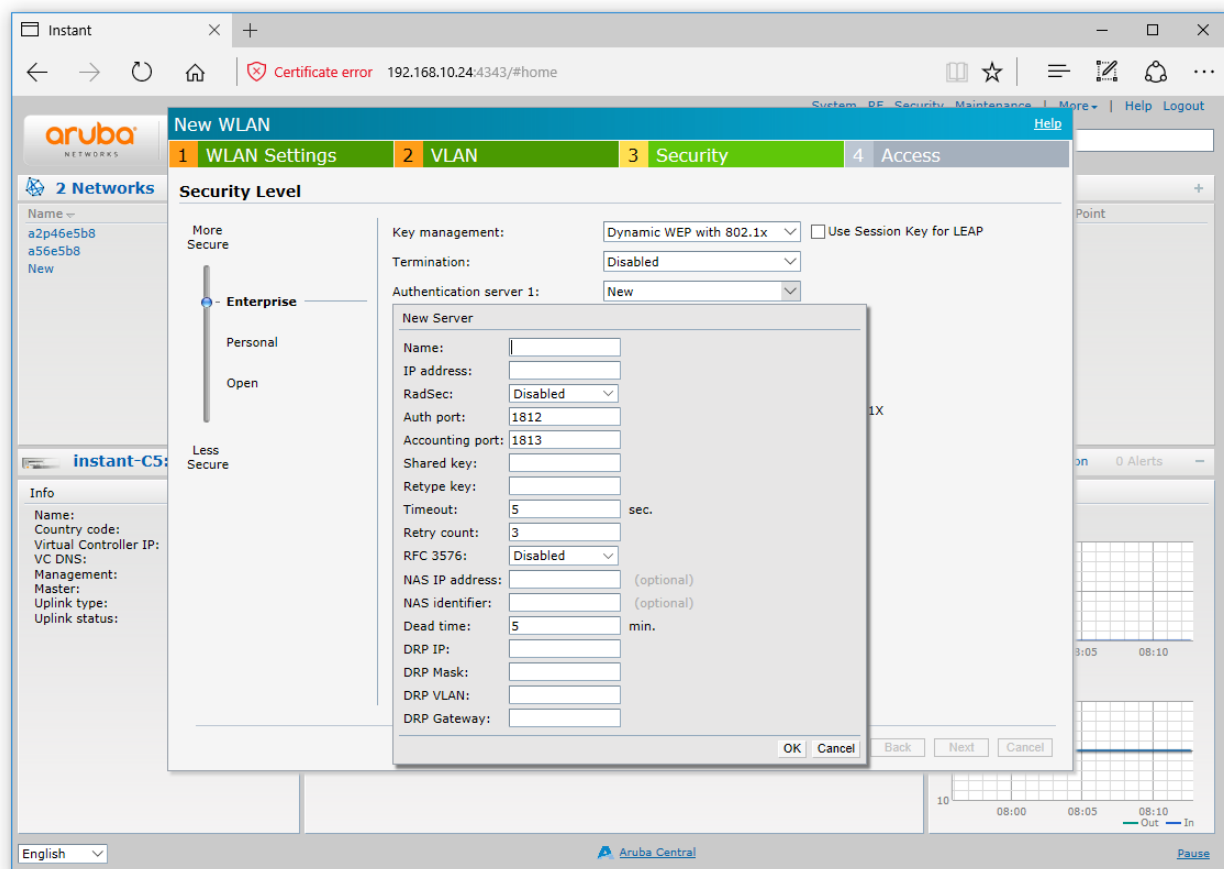 Instant
Certificate error 192.168.10.24:4343/#home
System RF Security Maintenance | More | Help Logout
aruba
NETWORKS
New WLAN
Help
1 WLAN Settings
2 VLAN
3 Security
4 Access
2 Networks
+
Name
Point
a2p46e5b8
a56e5b8
New
Security Level
More
Secure
Enterprise
Personal
Open
Less
Secure
Key management: Dynamic WEP with 802.1x Use Session Key for LEAP
Termination: Disabled
Authentication server 1: New
New Server
Name:
IP address:
RadSec: Disabled
Auth port: 1812
Accounting port: 1813
Shared key:
Retype key:
Timeout: 5 sec.
Retry count: 3
RFC 3576: Disabled
NAS IP address: (optional)
NAS identifier: (optional)
Dead time: 5 min.
DRP IP:
DRP Mask:
DRP VLAN:
DRP Gateway:
OK Cancel
1X
Back Next Cancel
instant-C5:
on 0 Alerts
Info
Name:
Country code:
Virtual Controller IP:
VC DNS:
Management:
Master:
Uplink type:
Uplink status:
8:05 08:10
10
08:00 08:05 08:10
Out In
English
Aruba Central
Pause